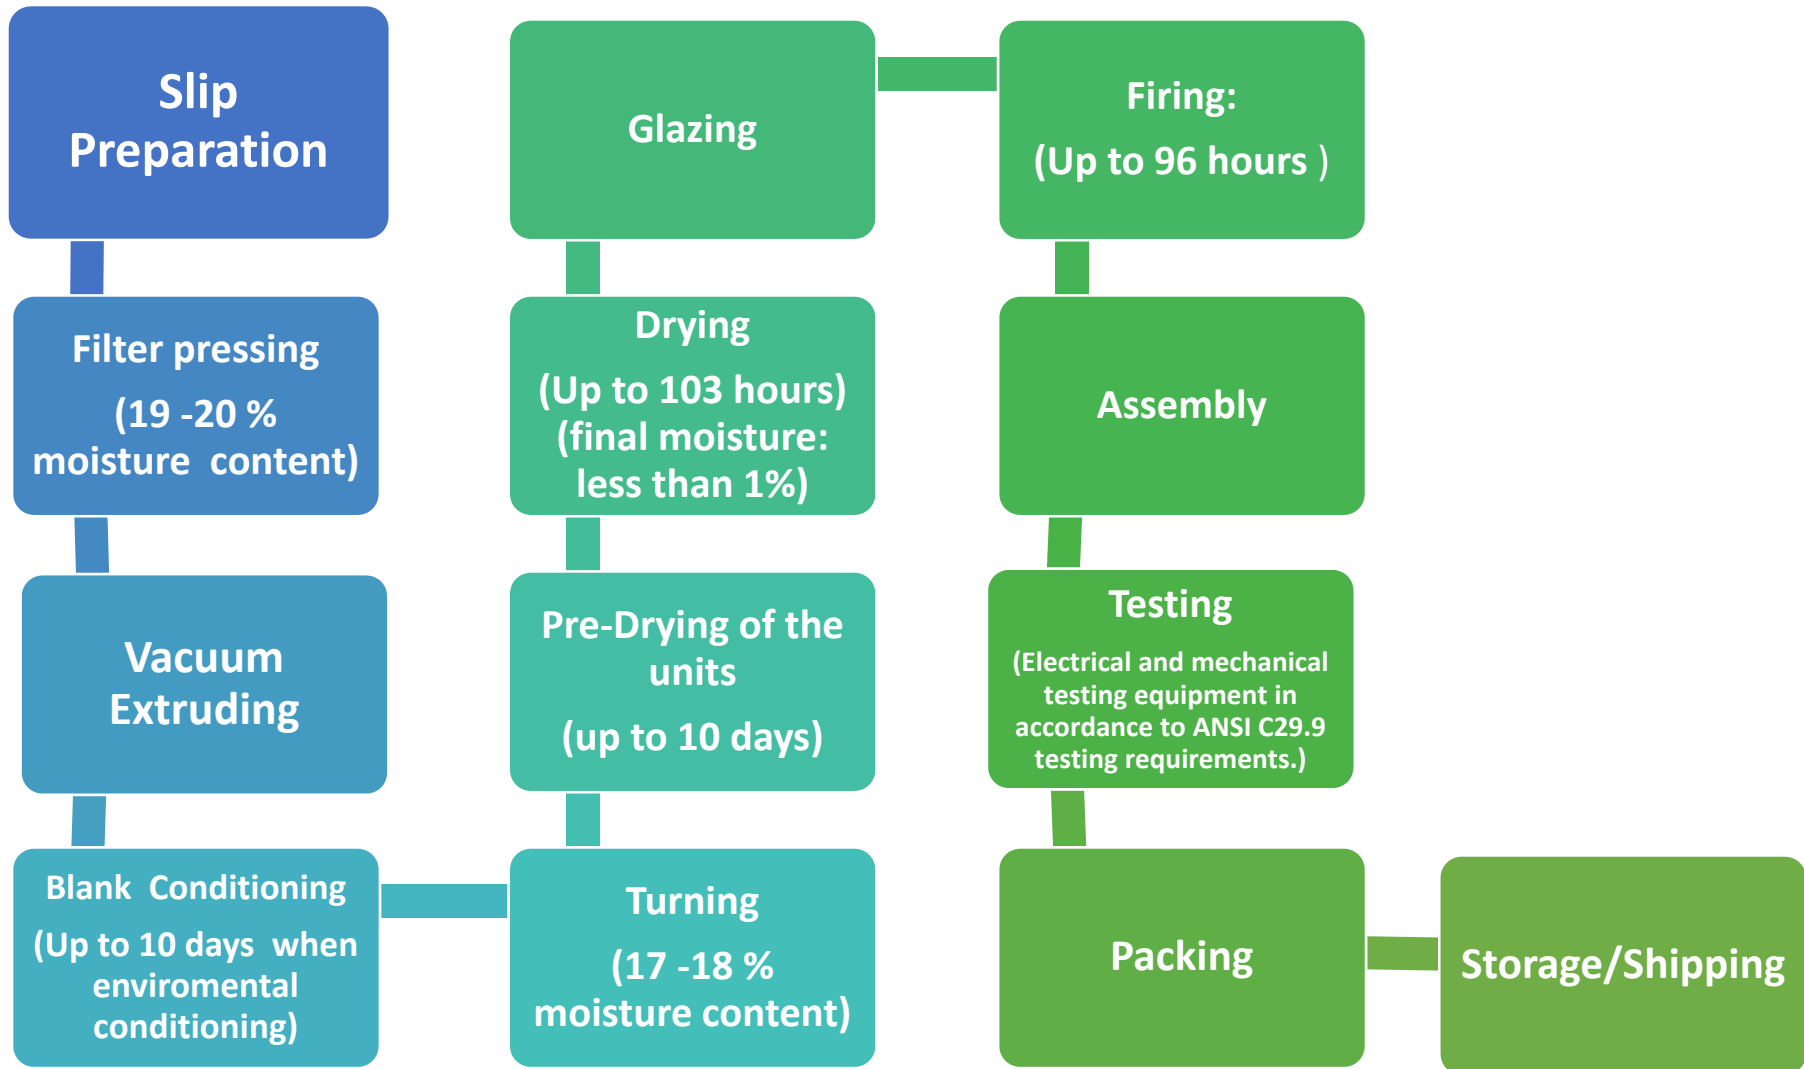 Slip
Preparation
Filter pressing
(19 -20 %
moisture content)
Vacuum
Extruding
Blank Conditioning
(Up to 10 days when
enviromental
conditioning)
Turning
(17 -18 %
moisture content)
Pre-Drying of the
units
(up to 10 days)
Drying
(Up to 103 hours)
(final moisture:
less than 1%)
Glazing
Firing:
(Up to 96 hours )
Assembly
Testing
(Electrical and mechanical
testing equipment in
accordance to ANSI C29.9
testing requirements.)
Packing
Storage/Shipping